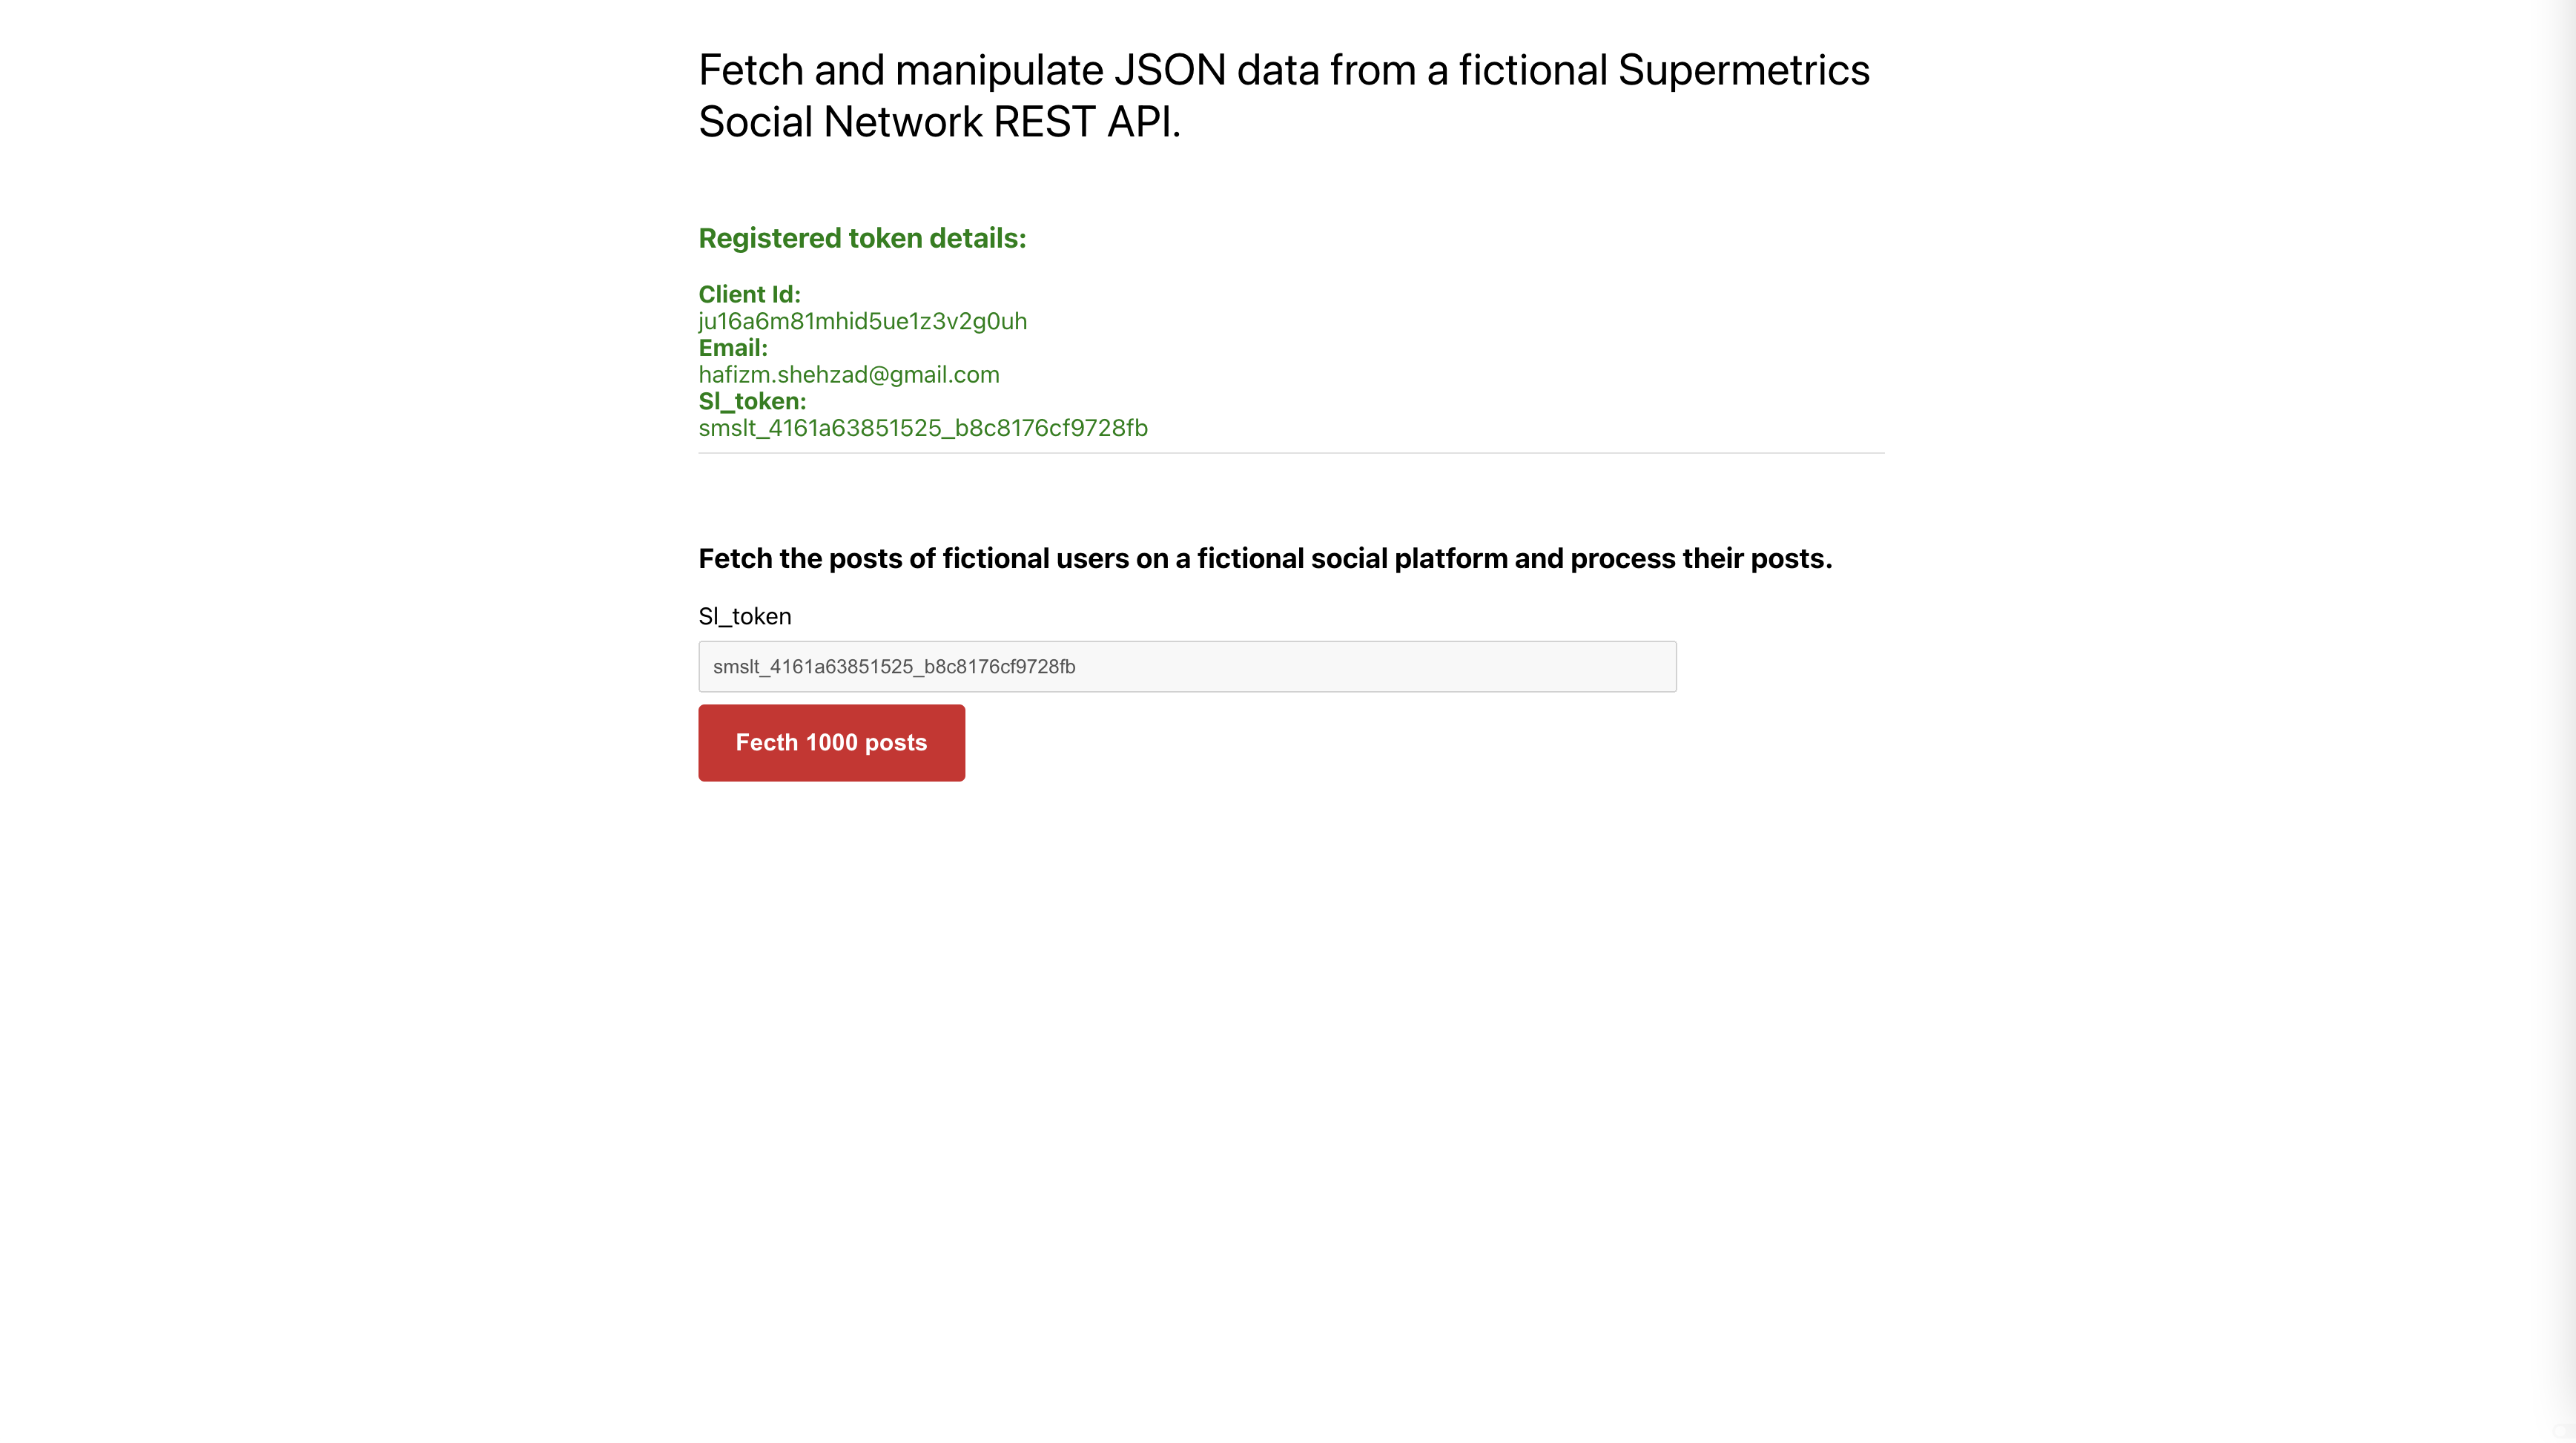 Fetch and manipulate JSON data from a fictional Supermetrics
Social Network REST API.
Registered token details:
Client Id:
ju16a6m81mhid5ue1z3v2g0uh
Email:
hafizm.shehzad@gmail.com
Sl_token:
smslt_4161a63851525_b8c8176cf9728fb
Fetch the posts of fictional users on a fictional social platform and process their posts.
Sl_token
smslt_4161a63851525_b8c8176cf9728fb
Fecth 1000 posts